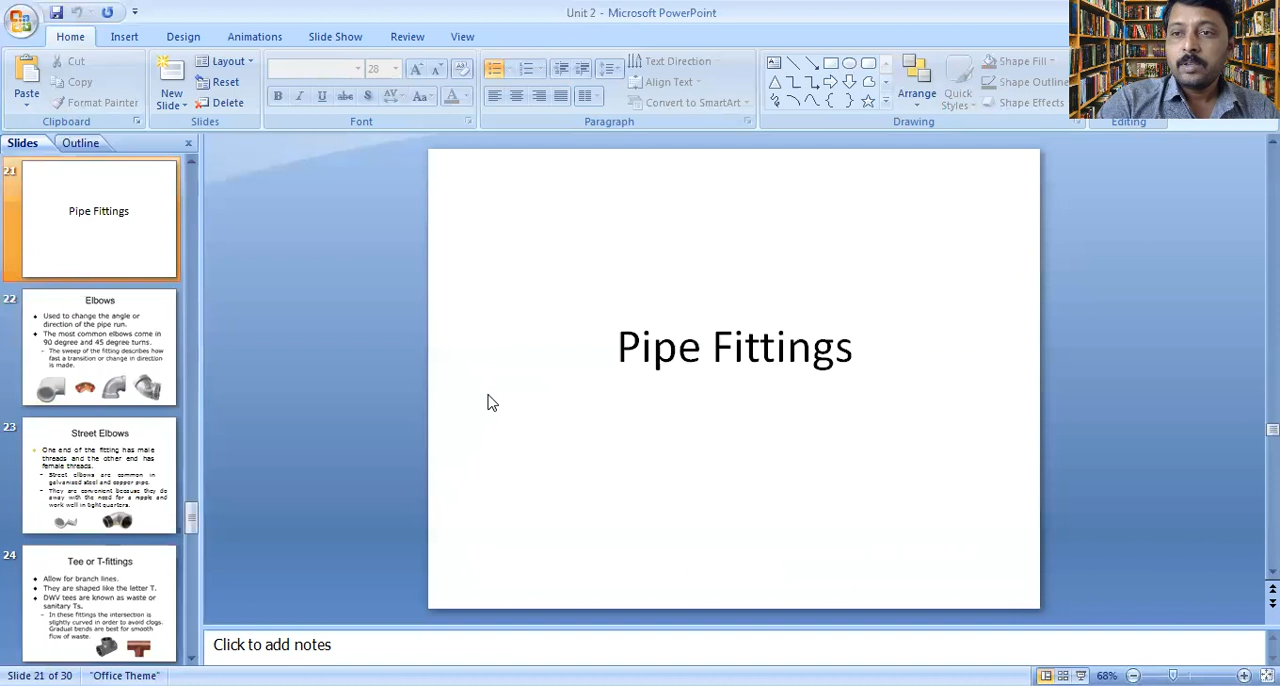 Unit 2 - Microsoft PowerPoint
Home Insert Design Animations Slide Show Review View
Paste
Cut
Copy
Format Painter
Clipboard
New Slide
Layout
Reset
Delete
Slides
28
B I U abc S AV Aa A
Font
Text Direction
Align Text
Convert to SmartArt
Paragraph
Arrange
Quick Styles
Shape Fill
Shape Outline
Shape Effects
Drawing
Editing
Slides Outline
21
Pipe Fittings
22
Elbows
Used to change the angle or
direction of the pipe run.
The most common elbows come in
90 degree and 45 degree turns.
The sweep of the fitting describes how
fast a transition or change in direction
is made.
23
Street Elbows
One end of the fitting has male
threads and the other end has
female threads.
Street elbows are common in
galvanized steel and copper pipe.
They are convenient because they do
away with the need for a nipple and
work well in tight quarters.
24
Tee or T-fittings
Allow for branch lines.
They are shaped like the letter T.
DWV tees are known as waste or
sanitary Ts.
In these fittings the intersection is
slightly curved in order to avoid clogs.
Gradual bends are best for smooth
flow of waste.
Pipe Fittings
Click to add notes
Slide 21 of 30 "Office Theme" 68%